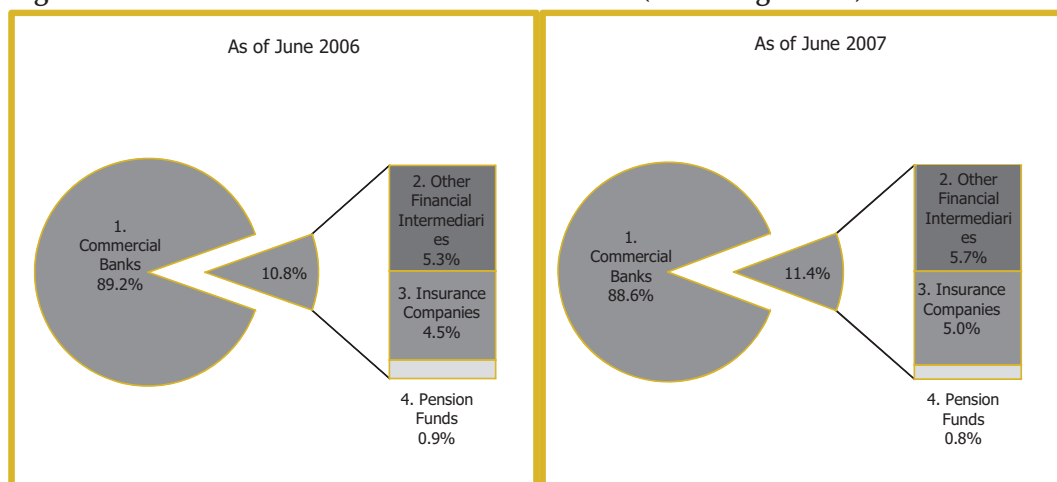 As of June 2006
1.
Commercial
Banks
89.2%
10.8%
2. Other
Financial
Intermediari
es
5.3%
3. Insurance
Companies
4.5%
4. Pension
Funds
0.9%
As of June 2007
1.
Commercial
Banks
88.6%
11.4%
2. Other
Financial
Intermediari
es
5.7%
3. Insurance
Companies
5.0%
4. Pension
Funds
0.8%